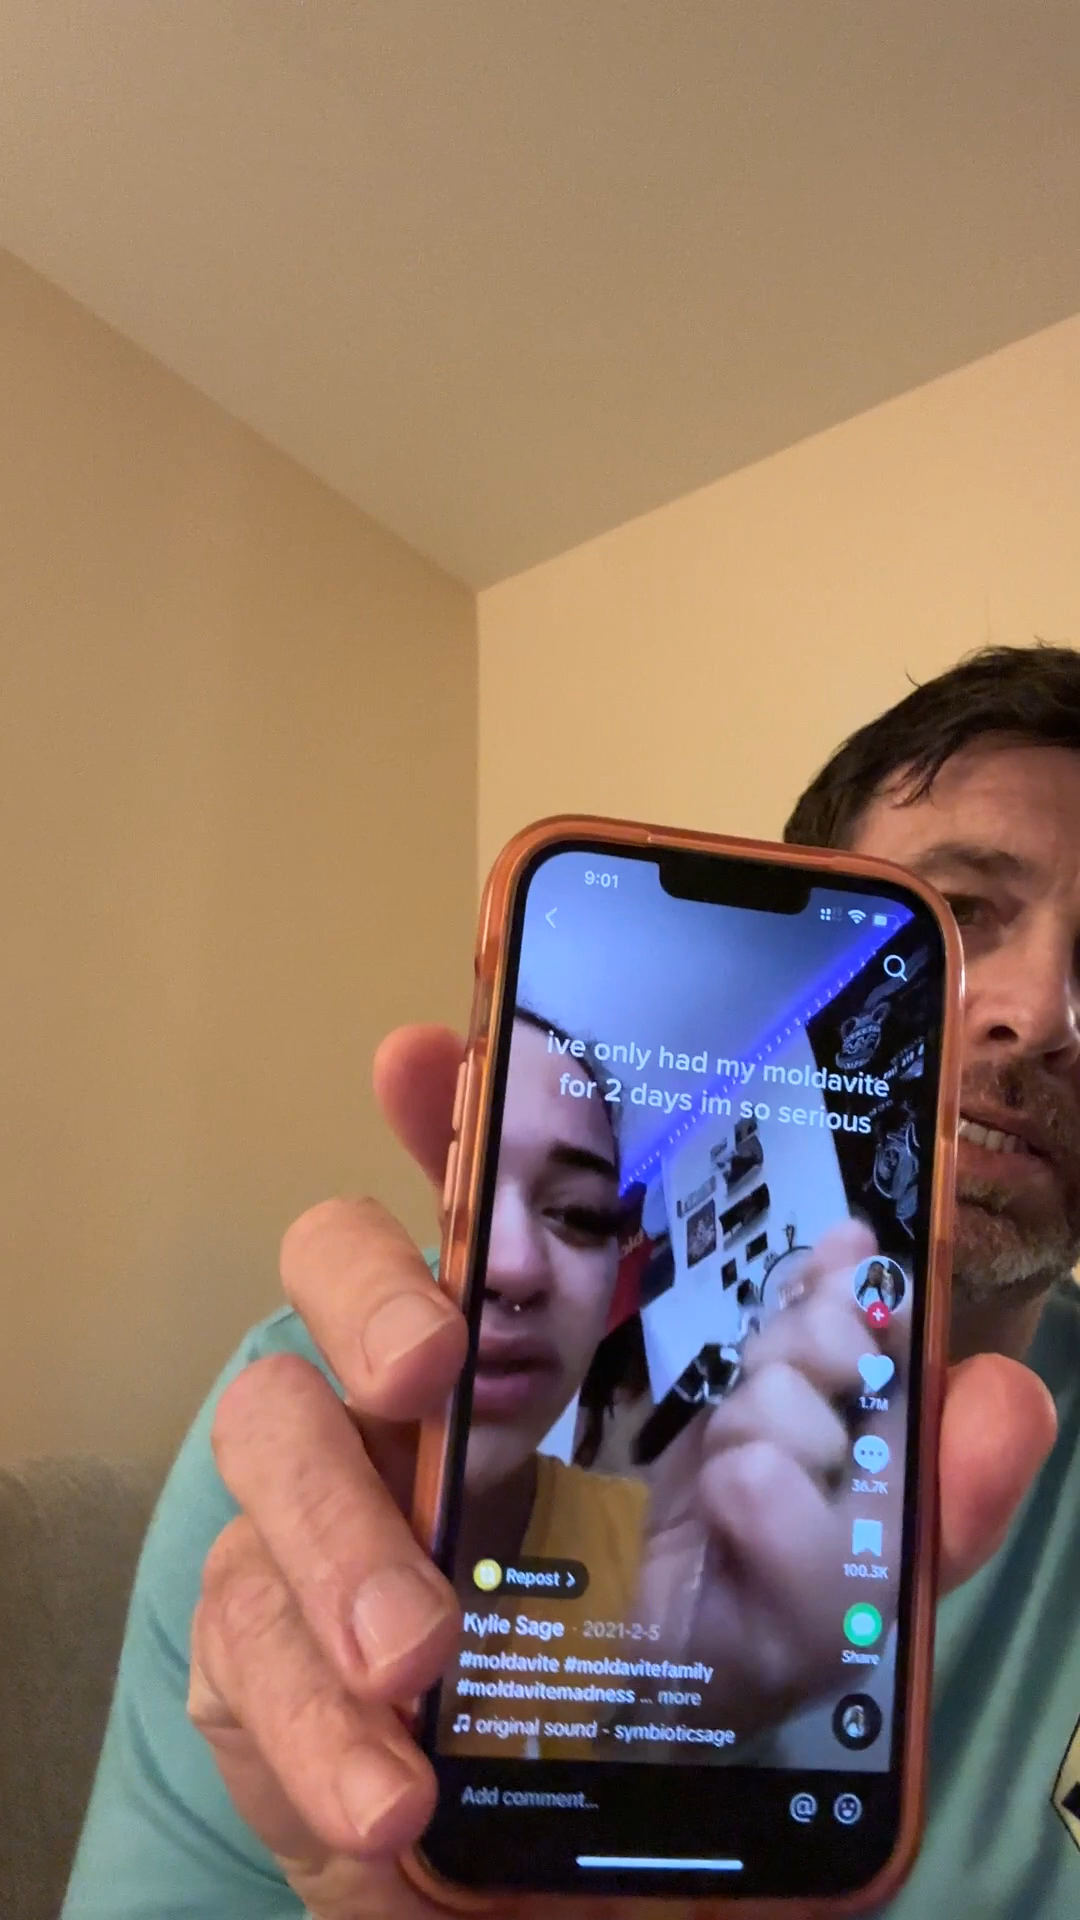 9:01
ive only had my moldavite
for 2 days im so serious
1.7M
36.7K
100.3K
Repost >
Share
Kylie Sage · 2021-2-5
#moldavite #moldavitefamily
#moldavitemadness ... more
original sound - symbioticsage
Add comment...
@